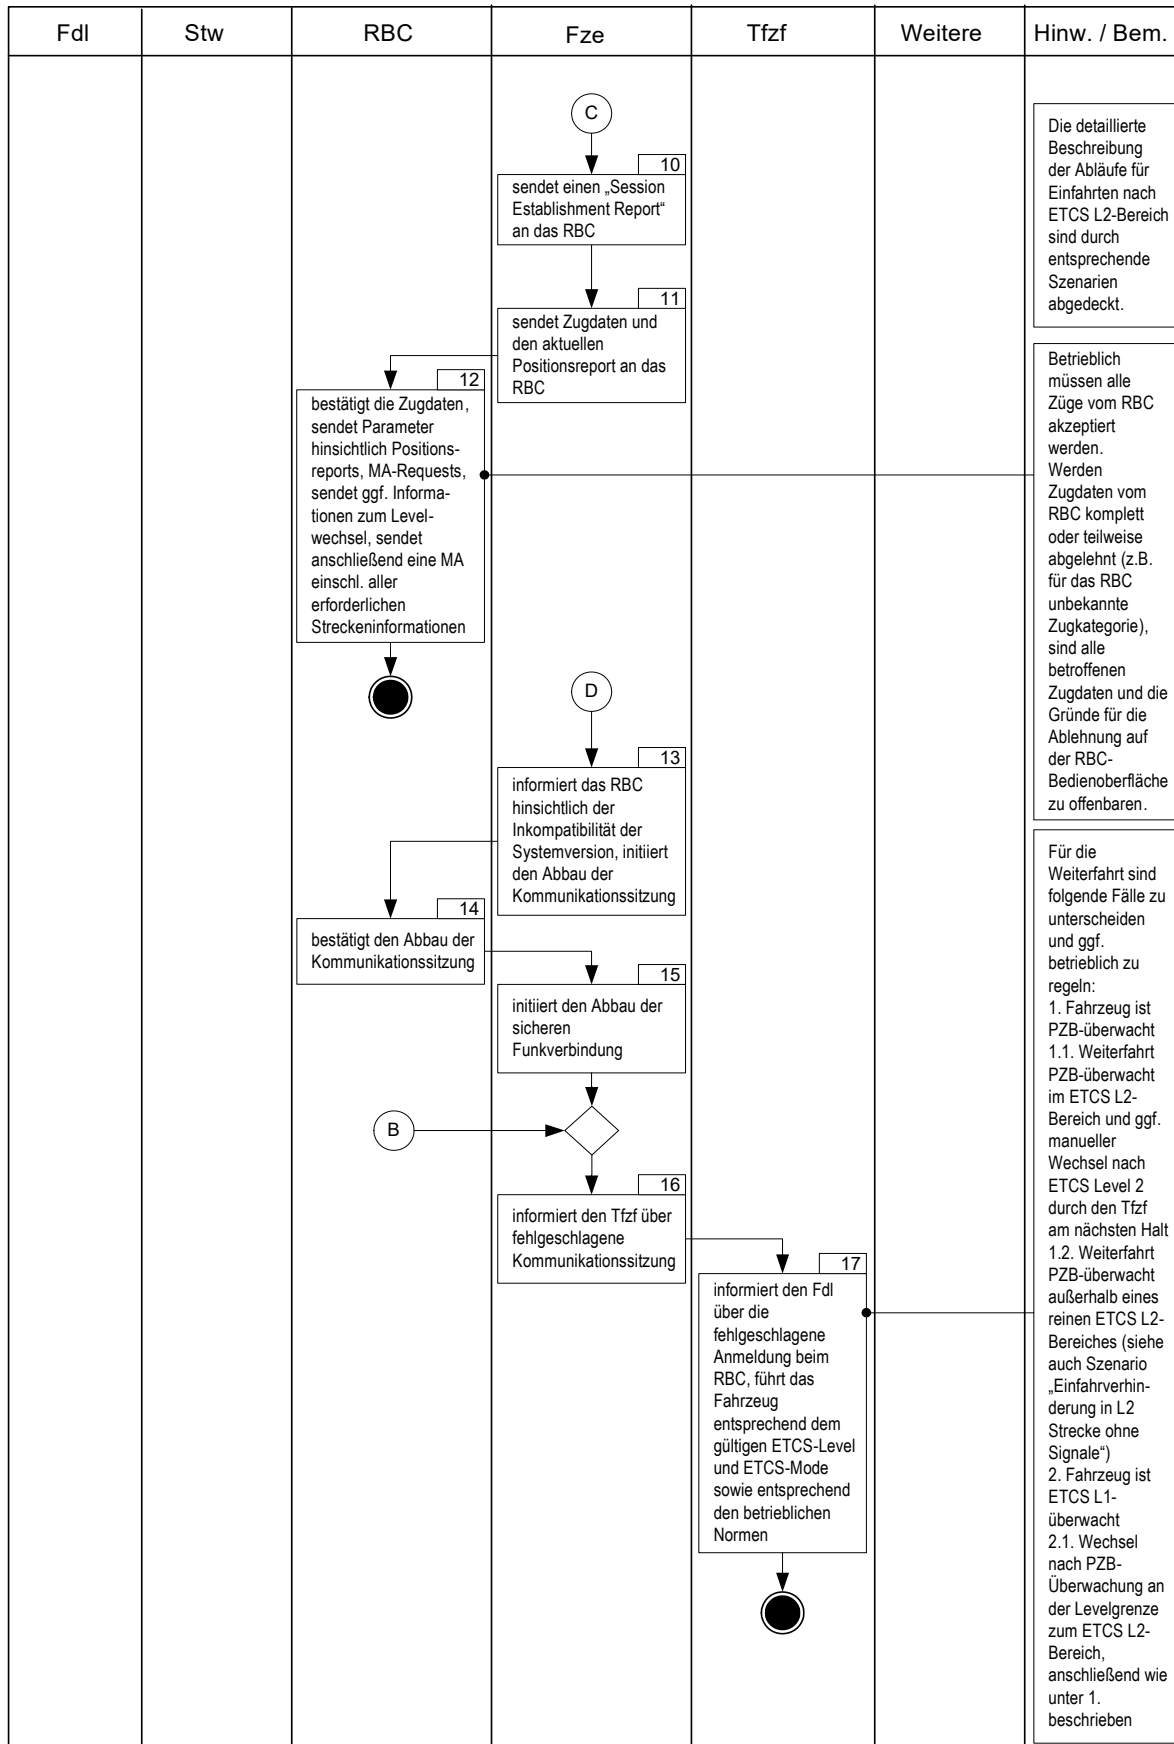 Fdl
Stw
RBC
Fze
Tfzf
Weitere
Hinw. / Bem.
C
10
sendet einen „Session
Establishment Report“
an das RBC
11
sendet Zugdaten und
den aktuellen
Positionsreport an das
RBC
12
bestätigt die Zugdaten,
sendet Parameter
hinsichtlich Positions-
reports, MA-Requests,
sendet ggf. Informa-
tionen zum Level-
wechsel, sendet
anschließend eine MA
einschl. aller
erforderlichen
Streckeninformationen
D
13
informiert das RBC
hinsichtlich der
Inkompatibilität der
Systemversion, initiiert
den Abbau der
Kommunikationssitzung
14
bestätigt den Abbau der
Kommunikationssitzung
15
initiiert den Abbau der
sicheren
Funkverbindung
B
16
informiert den Tfzf über
fehlgeschlagene
Kommunikationssitzung
17
informiert den Fdl
über die
fehlgeschlagene
Anmeldung beim
RBC, führt das
Fahrzeug
entsprechend dem
gültigen ETCS-Level
und ETCS-Mode
sowie entsprechend
den betrieblichen
Normen
Die detaillierte
Beschreibung
der Abläufe für
Einfahrten nach
ETCS L2-Bereich
sind durch
entsprechende
Szenarien
abgedeckt.
Betrieblich
müssen alle
Züge vom RBC
akzeptiert
werden.
Werden
Zugdaten vom
RBC komplett
oder teilweise
abgelehnt (z.B.
für das RBC
unbekannte
Zugkategorie),
sind alle
betroffenen
Zugdaten und die
Gründe für die
Ablehnung auf
der RBC-
Bedienoberfläche
zu offenbaren.
Für die
Weiterfahrt sind
folgende Fälle zu
unterscheiden
und ggf.
betrieblich zu
regeln:
1. Fahrzeug ist
PZB-überwacht
1.1. Weiterfahrt
PZB-überwacht
im ETCS L2-
Bereich und ggf.
manueller
Wechsel nach
ETCS Level 2
durch den Tfzf
am nächsten Halt
1.2. Weiterfahrt
PZB-überwacht
außerhalb eines
reinen ETCS L2-
Bereiches (siehe
auch Szenario
„Einfahrverhin-
derung in L2
Strecke ohne
Signale“)
2. Fahrzeug ist
ETCS L1-
überwacht
2.1. Wechsel
nach PZB-
Überwachung an
der Levelgrenze
zum ETCS L2-
Bereich,
anschließend wie
unter 1.
beschrieben